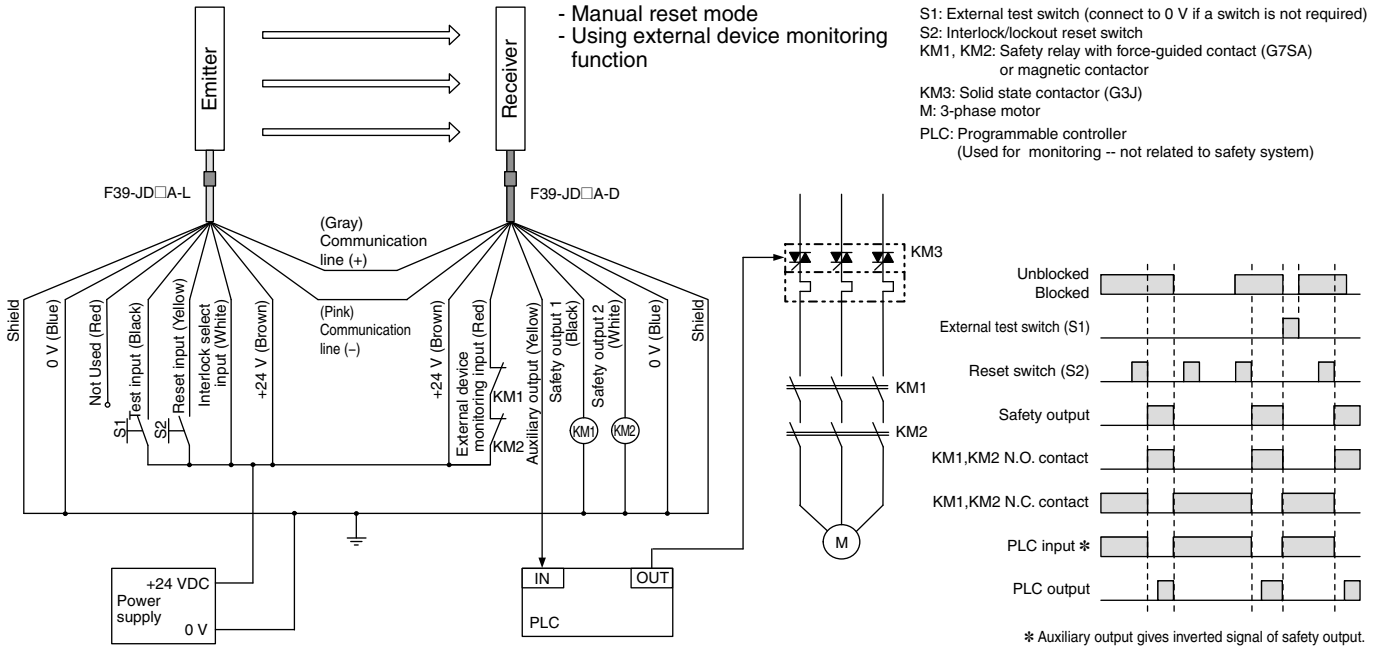 - Manual reset mode
- Using external device monitoring
function
S1: External test switch (connect to 0 V if a switch is not required)
S2: Interlock/lockout reset switch
KM1, KM2: Safety relay with force-guided contact (G7SA)
or magnetic contactor
KM3: Solid state contactor (G3J)
M: 3-phase motor
PLC: Programmable controller
(Used for monitoring -- not related to safety system)
Emitter
Receiver
F39-JD□A-L
F39-JD□A-D
(Gray)
Communication
line (+)
(Pink)
Communication
line (−)
Shield
0 V (Blue)
Not Used (Red)
Test input (Black)
Reset input (Yellow)
Interlock select
input (White)
+24 V (Brown)
S1
S2
+24 V (Brown)
External device
monitoring input (Red)
Auxiliary output (Yellow)
Safety output 1
(Black)
Safety output 2
(White)
0 V (Blue)
Shield
KM1
KM2
KM1
KM2
KM3
KM1
KM2
M
+24 VDC
Power
supply
0 V
IN
OUT
PLC
Unblocked
Blocked
External test switch (S1)
Reset switch (S2)
Safety output
KM1,KM2 N.O. contact
KM1,KM2 N.C. contact
PLC input ✻
PLC output
✻ Auxiliary output gives inverted signal of safety output.